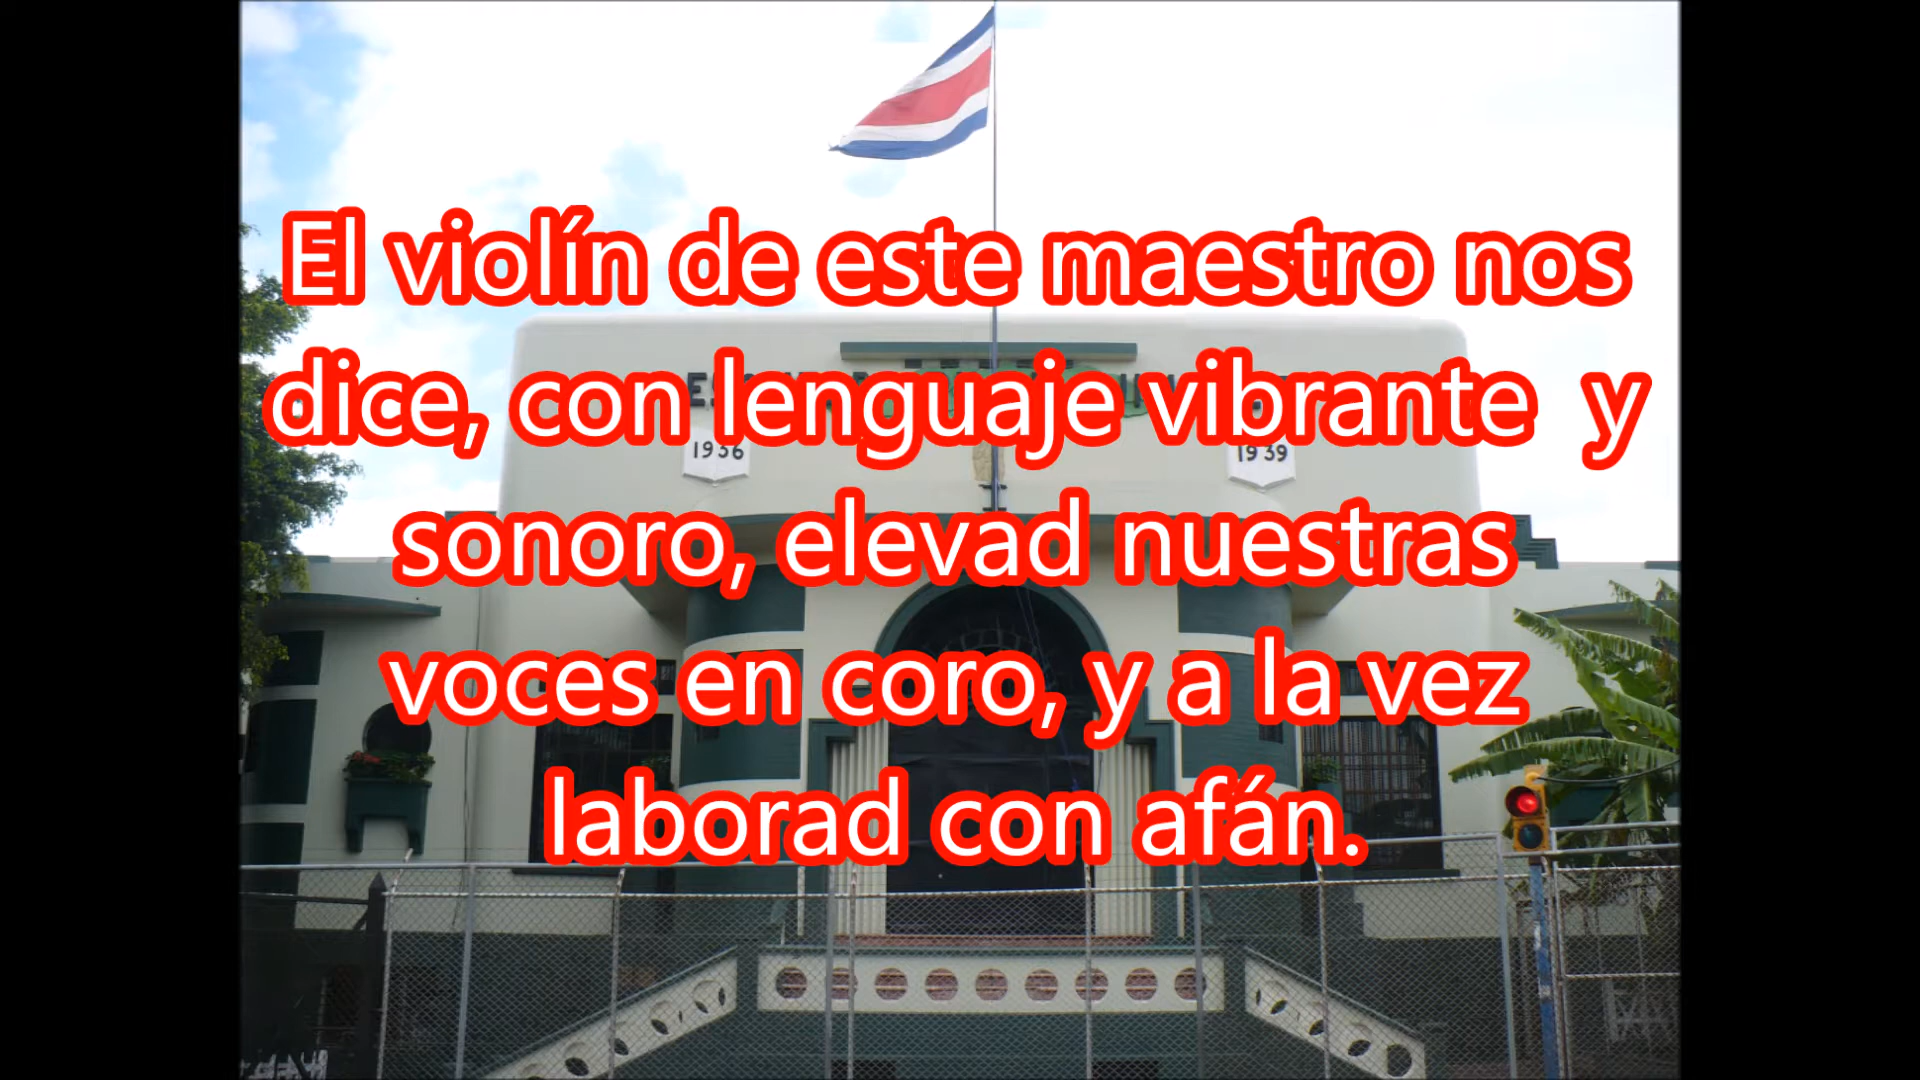 El violín de este maestro nos
dice, con lenguaje vibrante y
sonoro, elevad nuestras
voces en coro, y a la vez
laborad con afán.
1936
1939